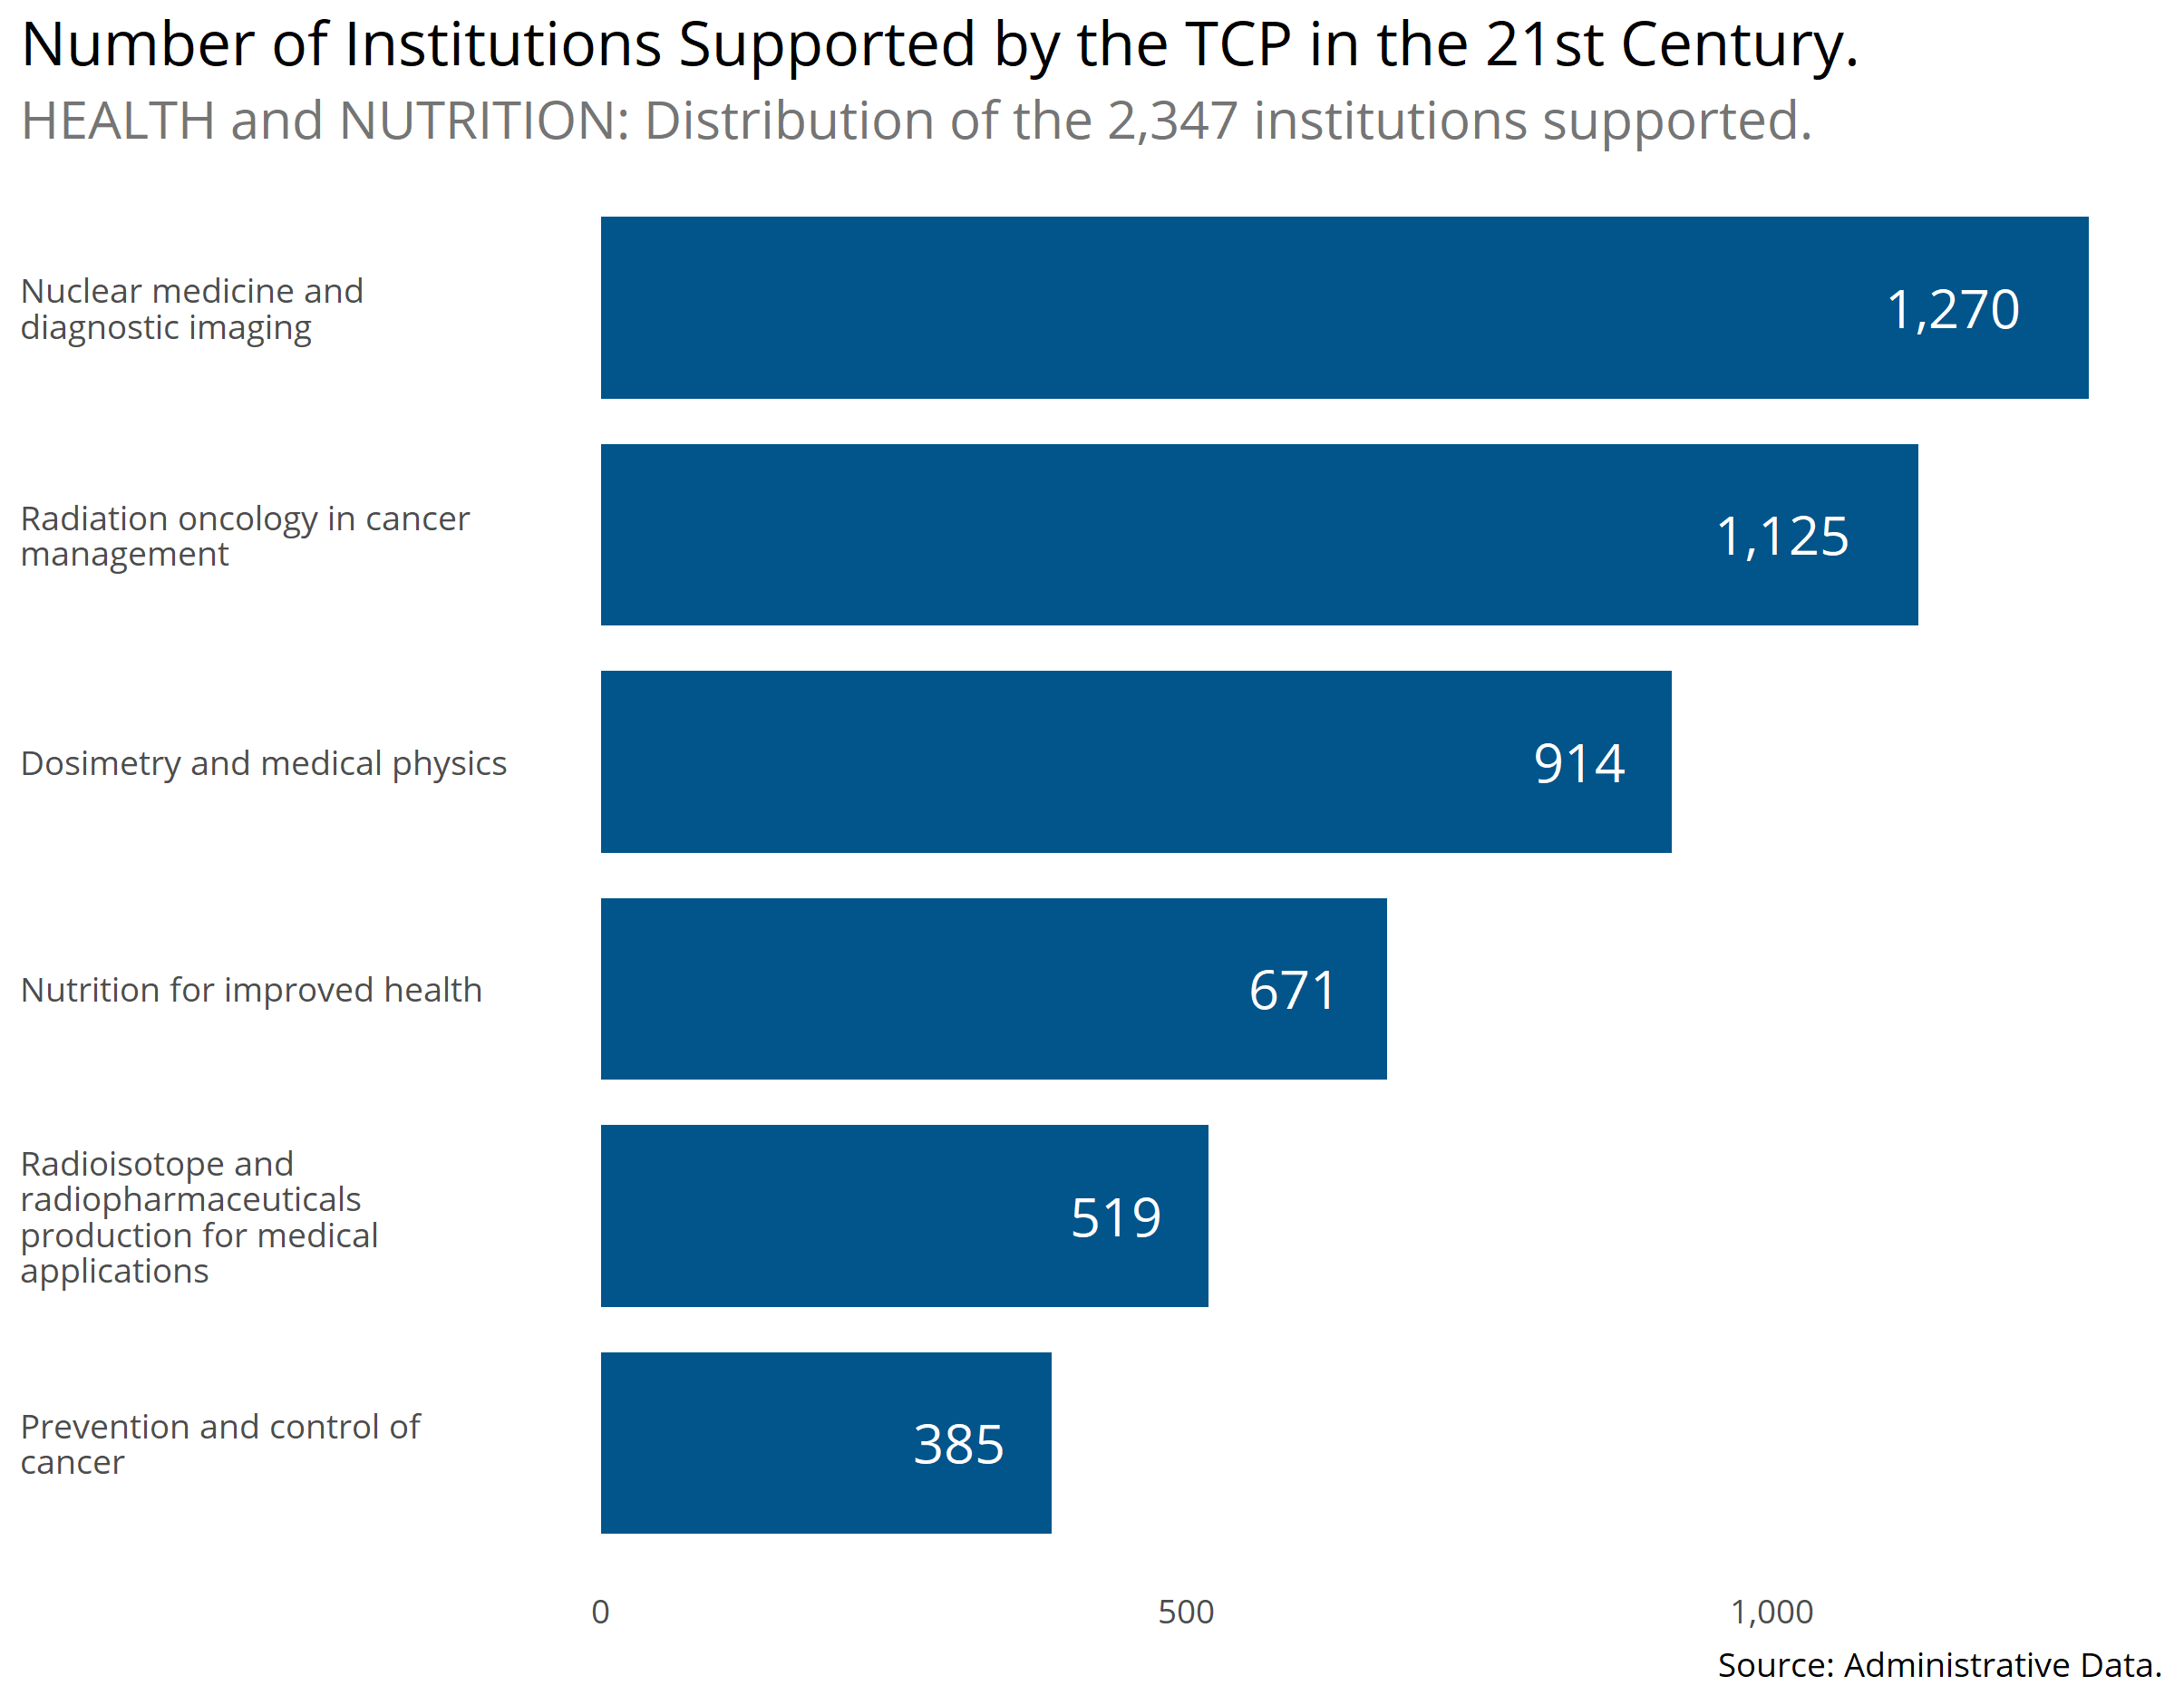 Number of Institutions Supported by the TCP in the 21st Century.
HEALTH and NUTRITION: Distribution of the 2,347 institutions supported.
Nuclear medicine and
diagnostic imaging
1,270
Radiation oncology in cancer
management
1,125
Dosimetry and medical physics
914
Nutrition for improved health
671
Radioisotope and
radiopharmaceuticals
production for medical
applications
519
Prevention and control of
cancer
385
0 500 1,000
Source: Administrative Data.